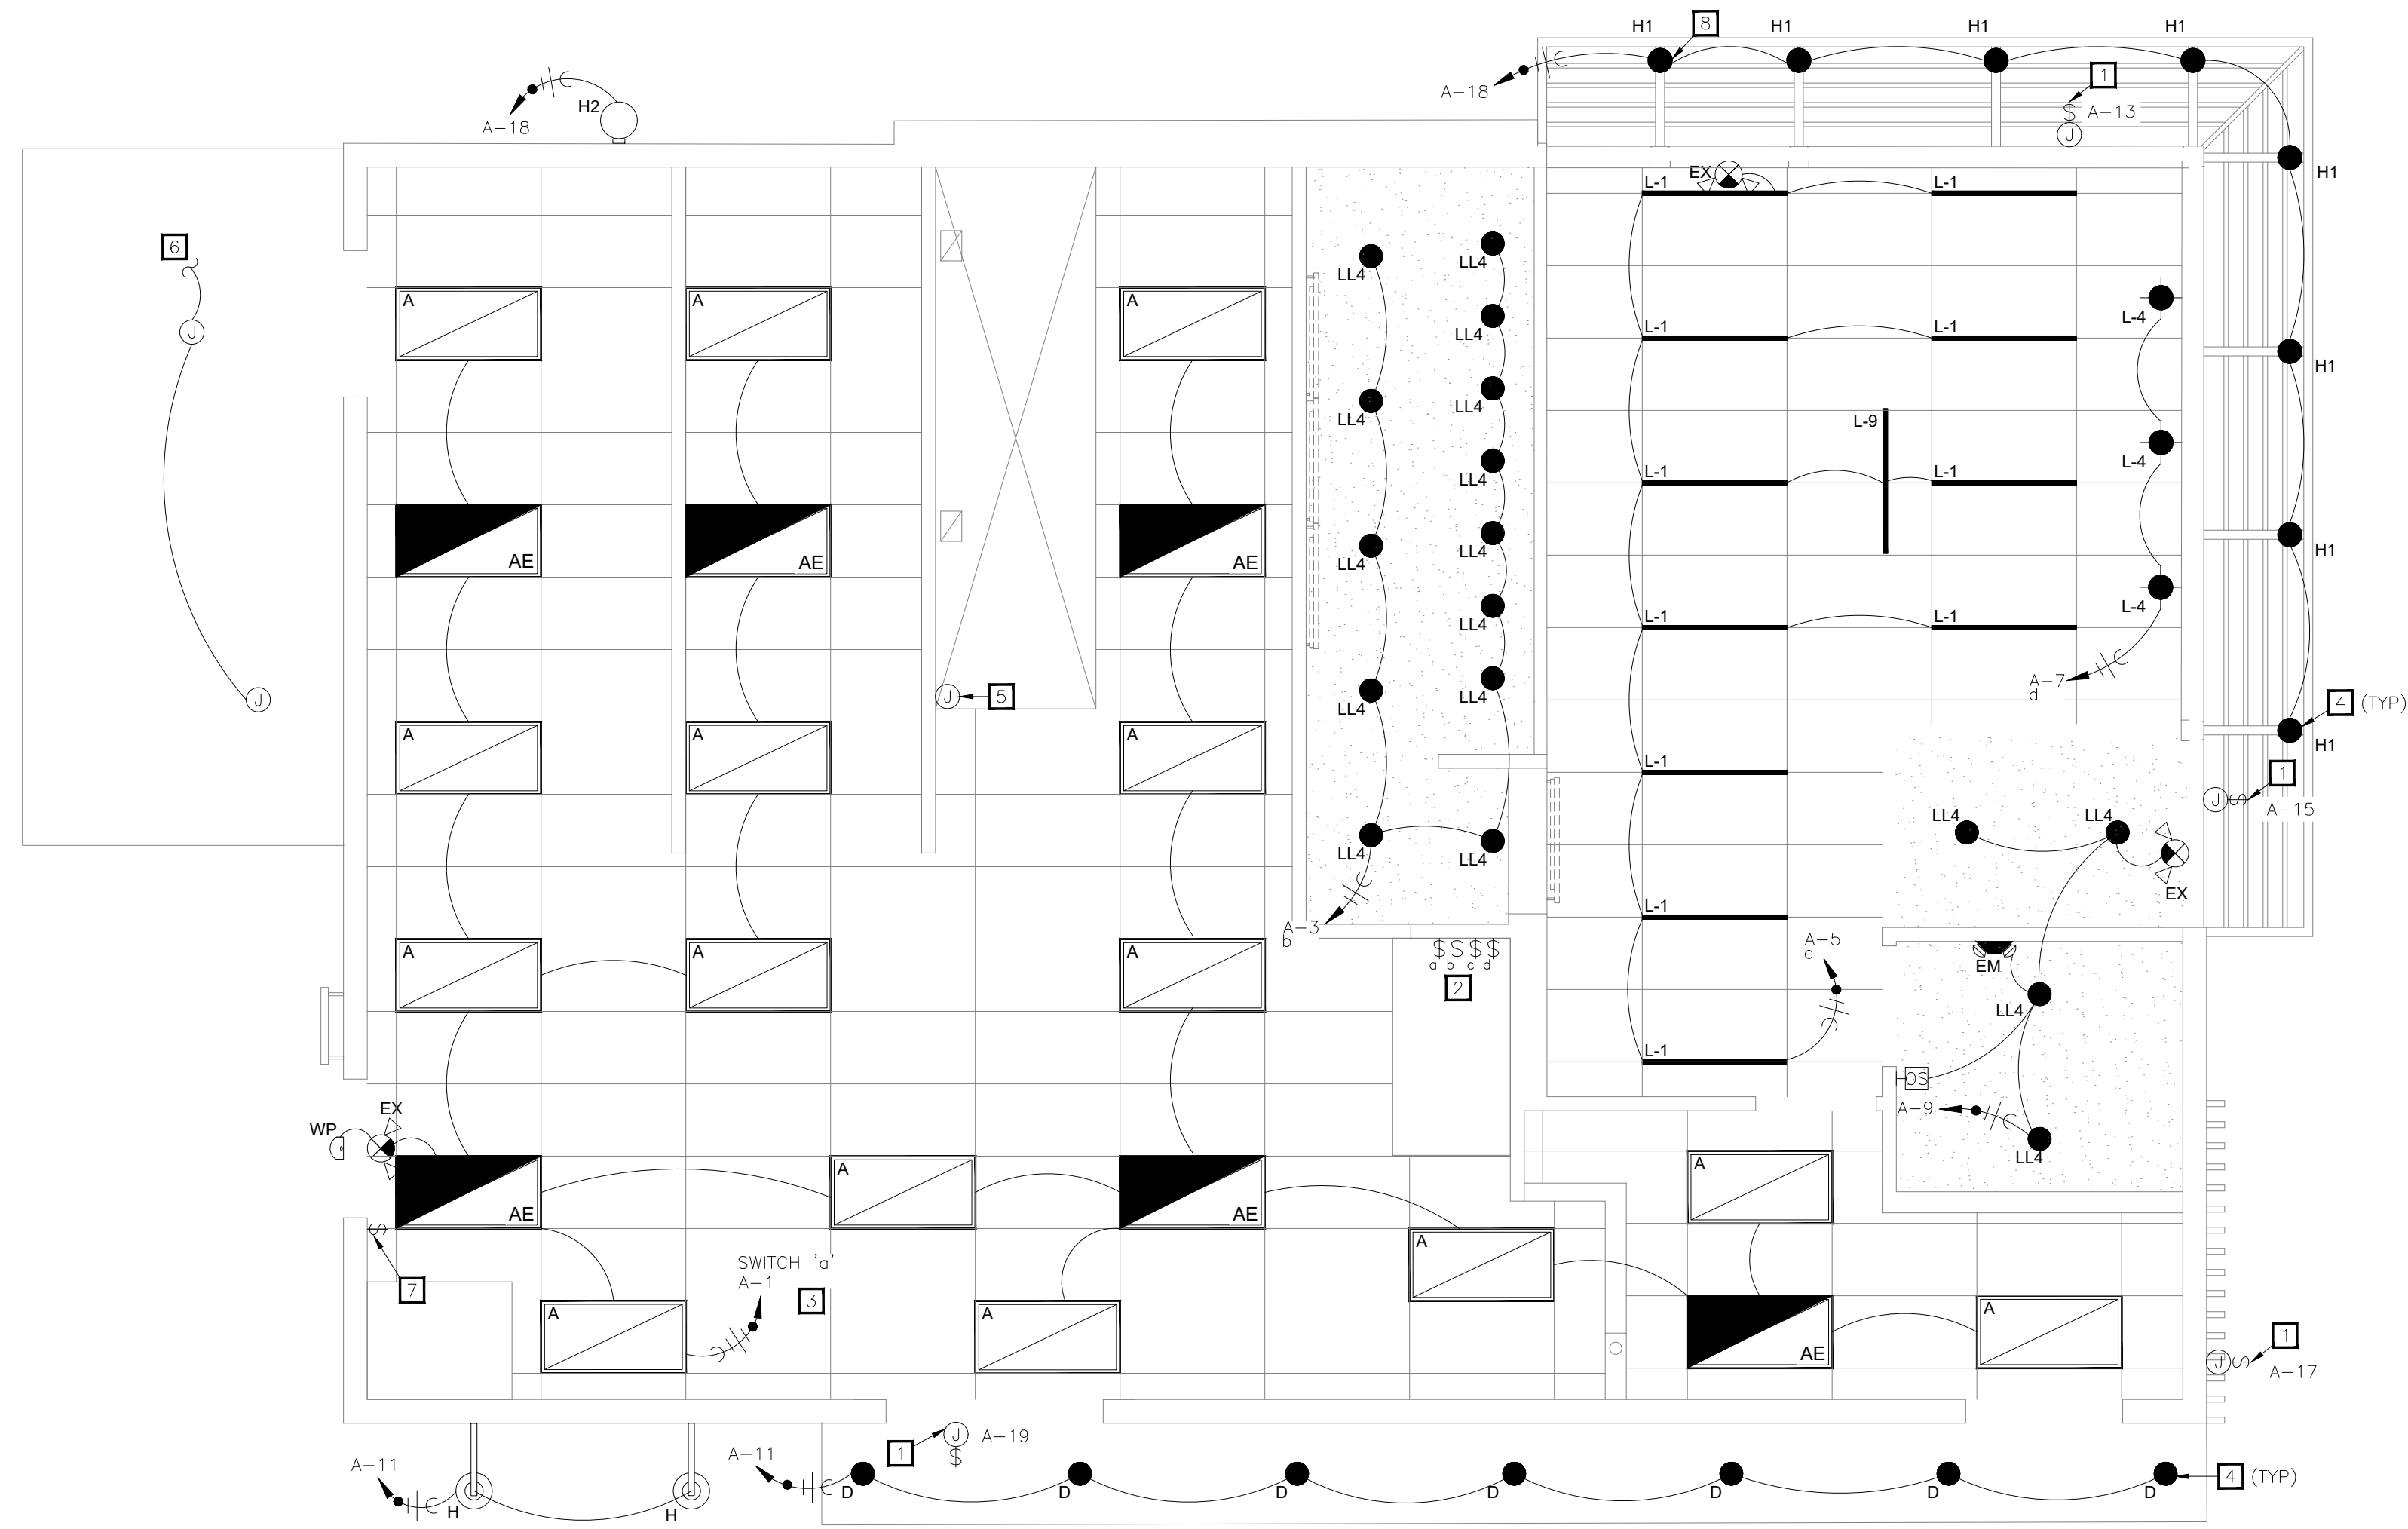 H1
8
H1
H1
H1
A-18
1
$ A-13
J
H2
A-18
6
J
J
EX
L-1
L-1
A
A
A
LL4
LL4
LL4
L-1
L-1
L-4
H1
H1
LL4
LL4
L-9
L-1
L-1
L-4
LL4
AE
AE
AE
LL4
LL4
H1
LL4
L-1
L-1
L-4
J
5
LL4
LL4
A-7
d
4 (TYP)
H1
A
A
A
L-1
1
J $
A-15
LL4
LL4
LL4
LL4
EX
A
A
A
A-3
b
$ $ $ $
a b c d
2
L-1
A-5
c
EM
LL4
L-1
OS
A-9
LL4
WP
EX
AE
A
AE
A
$
7
SWITCH 'a'
A-1
3
A
A
A
AE
A
1
J $
A-17
1
J
A-19
$
A-11
A-11
H
H
D
D
D
D
D
D
D
4 (TYP)